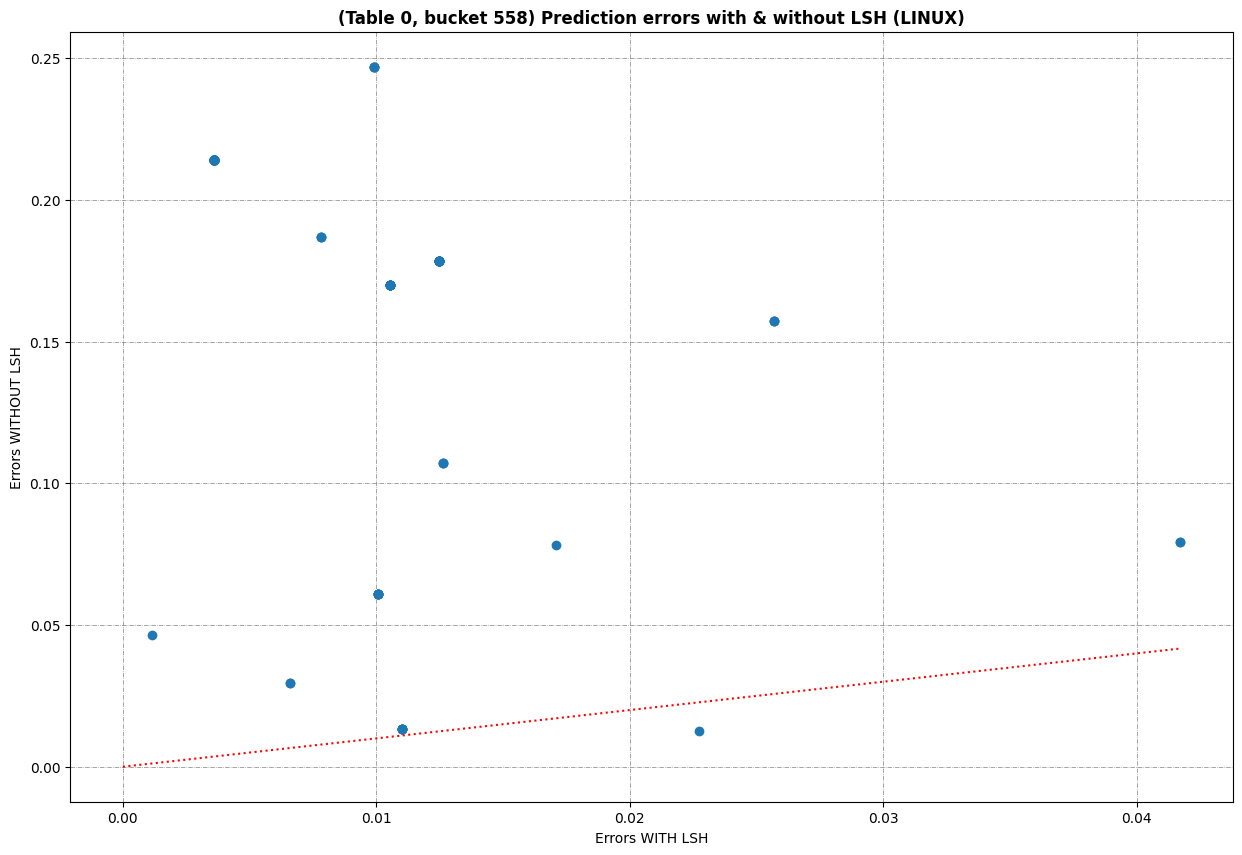 (Table 0, bucket 558) Prediction errors with & without LSH (LINUX)
Errors WITHOUT LSH
0.25
0.20
0.15
0.10
0.05
0.00
0.00 0.01 0.02 0.03 0.04
Errors WITH LSH